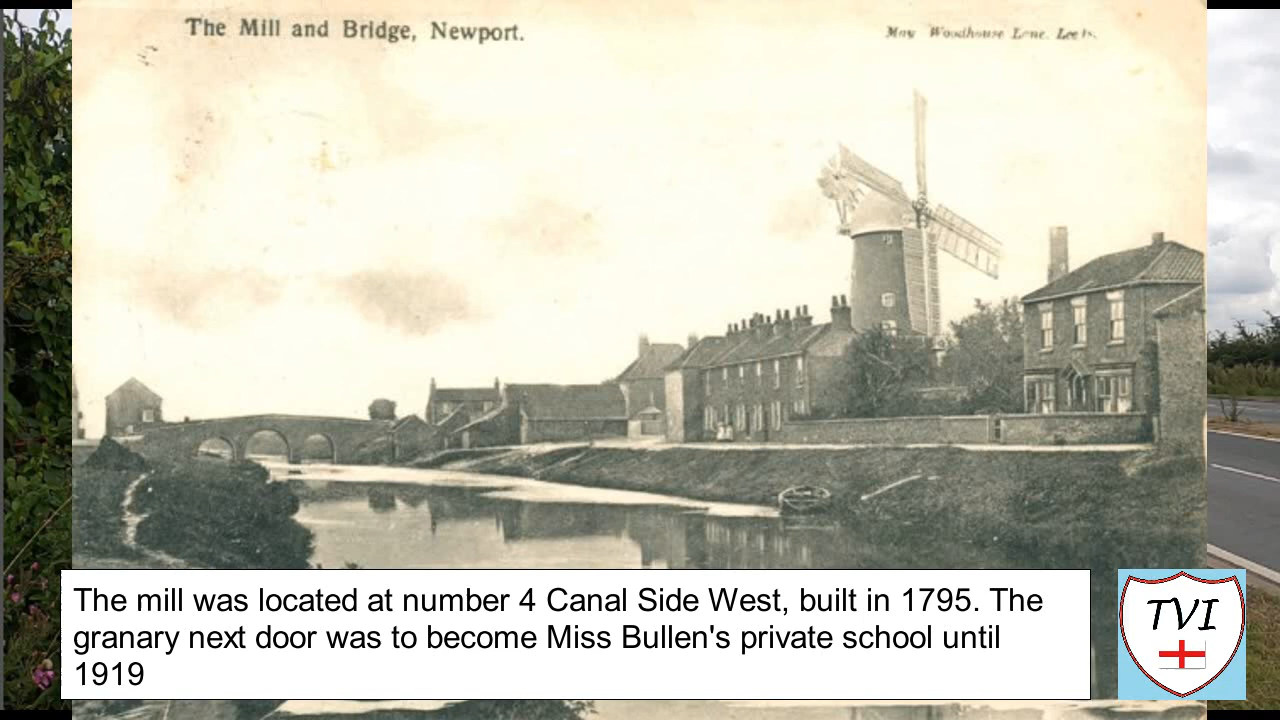 The Mill and Bridge, Newport.
May Woodhouse Lane. Leeds.
The mill was located at number 4 Canal Side West, built in 1795. The
granary next door was to become Miss Bullen's private school until
1919
TVI